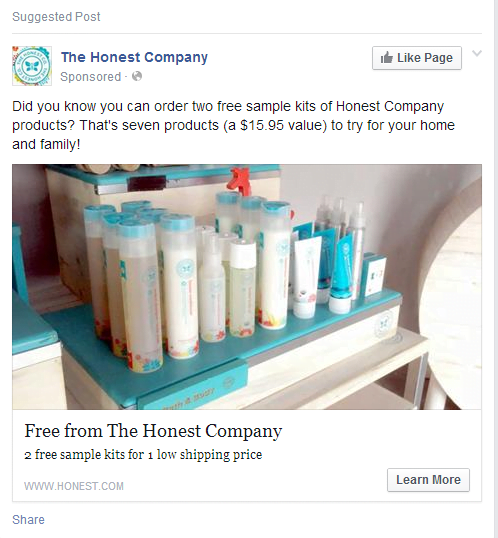 Suggested Post
The Honest Company
Like Page
Sponsored ·
Did you know you can order two free sample kits of Honest Company
products? That's seven products (a $15.95 value) to try for your home
and family!
Free from The Honest Company
2 free sample kits for 1 low shipping price
WWW.HONEST.COM
Learn More
Share